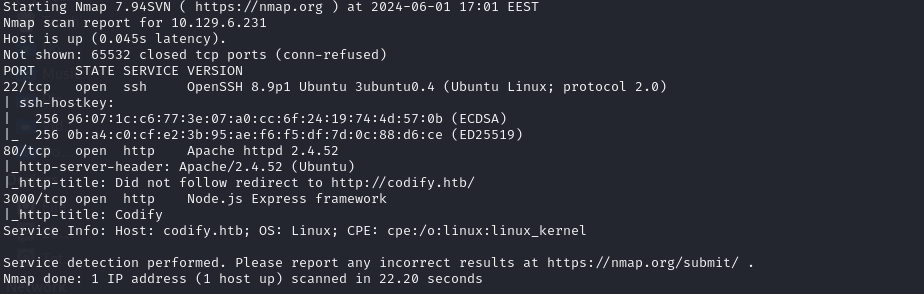 Starting Nmap 7.94SVN ( https://nmap.org ) at 2024-06-01 17:01 EEST
Nmap scan report for 10.129.6.231
Host is up (0.045s latency).
Not shown: 65532 closed tcp ports (conn-refused)
PORT     STATE SERVICE VERSION
22/tcp   open  ssh     OpenSSH 8.9p1 Ubuntu 3ubuntu0.4 (Ubuntu Linux; protocol 2.0)
| ssh-hostkey:
|   256 96:07:1c:c6:77:3e:07:a0:cc:6f:24:19:74:4d:57:0b (ECDSA)
|_  256 0b:a4:c0:cf:e2:3b:95:ae:f6:f5:df:7d:0c:88:d6:ce (ED25519)
80/tcp   open  http    Apache httpd 2.4.52
|_http-server-header: Apache/2.4.52 (Ubuntu)
|_http-title: Did not follow redirect to http://codify.htb/
3000/tcp open  http    Node.js Express framework
|_http-title: Codify
Service Info: Host: codify.htb; OS: Linux; CPE: cpe:/o:linux:linux_kernel

Service detection performed. Please report any incorrect results at https://nmap.org/submit/ .
Nmap done: 1 IP address (1 host up) scanned in 22.20 seconds